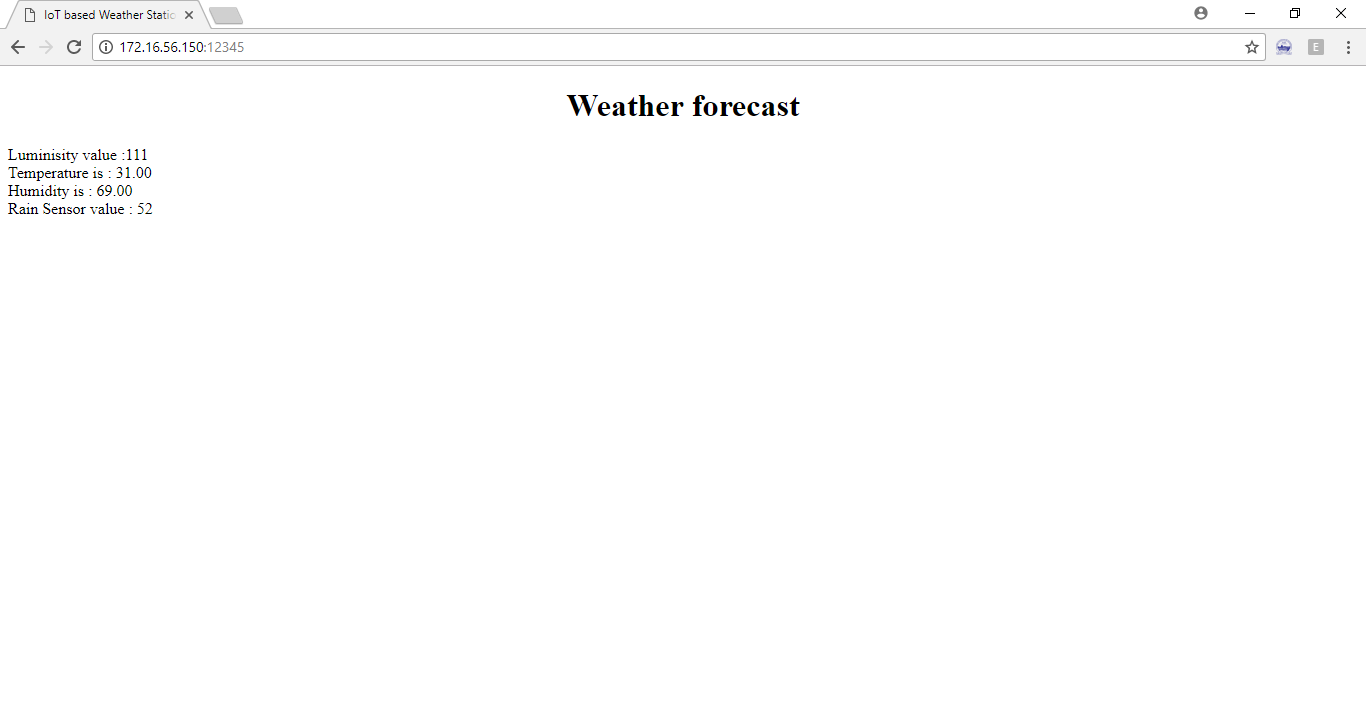 IoT based Weather Static
172.16.56.150:12345
E
Weather forecast
Luminisity value :111
Temperature is : 31.00
Humidity is : 69.00
Rain Sensor value : 52